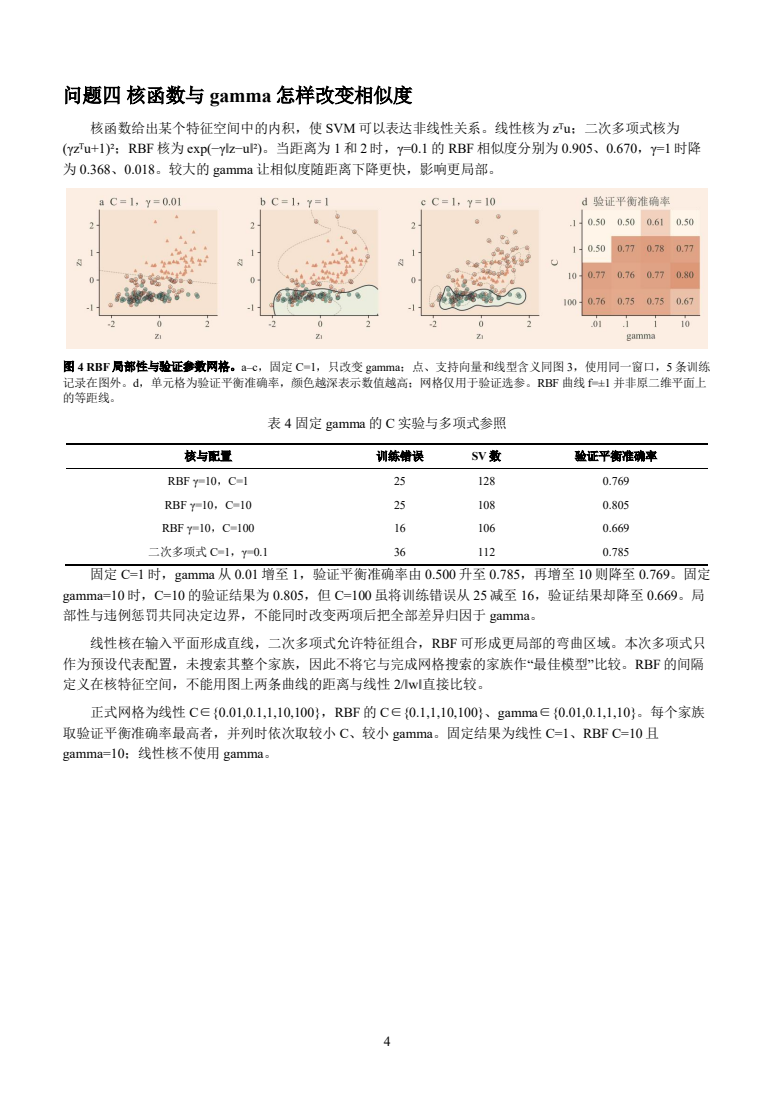 问题四 核函数与 gamma 怎样改变相似度
核函数给出某个特征空间中的内积，使 SVM 可以表达非线性关系。线性核为 zᵀu；二次多项式核为
(γzᵀu+1)²；RBF 核为 exp(−γ‖z−u‖²)。当距离为 1 和 2 时，γ=0.1 的 RBF 相似度分别为 0.905、0.670，γ=1 时降
为 0.368、0.018。较大的 gamma 让相似度随距离下降更快，影响更局部。
a C = 1，γ = 0.01
2
1
0
-1
z₂
-2 0 2
z₁
b C = 1，γ = 1
2
1
0
-1
z₂
-2 0 2
z₁
c C = 1，γ = 10
2
1
0
-1
z₂
-2 0 2
z₁
d 验证平衡准确率
.1 0.50 0.50 0.61 0.50
1 0.50 0.77 0.78 0.77
10 0.77 0.76 0.77 0.80
100 0.76 0.75 0.75 0.67
C
.01 .1 1 10
gamma
图 4 RBF 局部性与验证参数网格。a–c，固定 C=1，只改变 gamma；点、支持向量和线型含义同图 3，使用同一窗口，5 条训练
记录在图外。d，单元格为验证平衡准确率，颜色越深表示数值越高；网格仅用于验证选参。RBF 曲线 f=±1 并非原二维平面上
的等距线。
表 4 固定 gamma 的 C 实验与多项式参照
核与配置 训练错误 SV 数 验证平衡准确率
RBF γ=10，C=1 25 128 0.769
RBF γ=10，C=10 25 108 0.805
RBF γ=10，C=100 16 106 0.669
二次多项式 C=1，γ=0.1 36 112 0.785
固定 C=1 时，gamma 从 0.01 增至 1，验证平衡准确率由 0.500 升至 0.785，再增至 10 则降至 0.769。固定
gamma=10 时，C=10 的验证结果为 0.805，但 C=100 虽将训练错误从 25 减至 16，验证结果却降至 0.669。局
部性与违例惩罚共同决定边界，不能同时改变两项后把全部差异归因于 gamma。
线性核在输入平面形成直线，二次多项式允许特征组合，RBF 可形成更局部的弯曲区域。本次多项式只
作为预设代表配置，未搜索其整个家族，因此不将它与完成网格搜索的家族作“最佳模型”比较。RBF 的间隔
定义在核特征空间，不能用图上两条曲线的距离与线性 2/‖w‖直接比较。
正式网格为线性 C∈{0.01,0.1,1,10,100}，RBF 的 C∈{0.1,1,10,100}、gamma∈{0.01,0.1,1,10}。每个家族
取验证平衡准确率最高者，并列时依次取较小 C、较小 gamma。固定结果为线性 C=1、RBF C=10 且
gamma=10；线性核不使用 gamma。
4